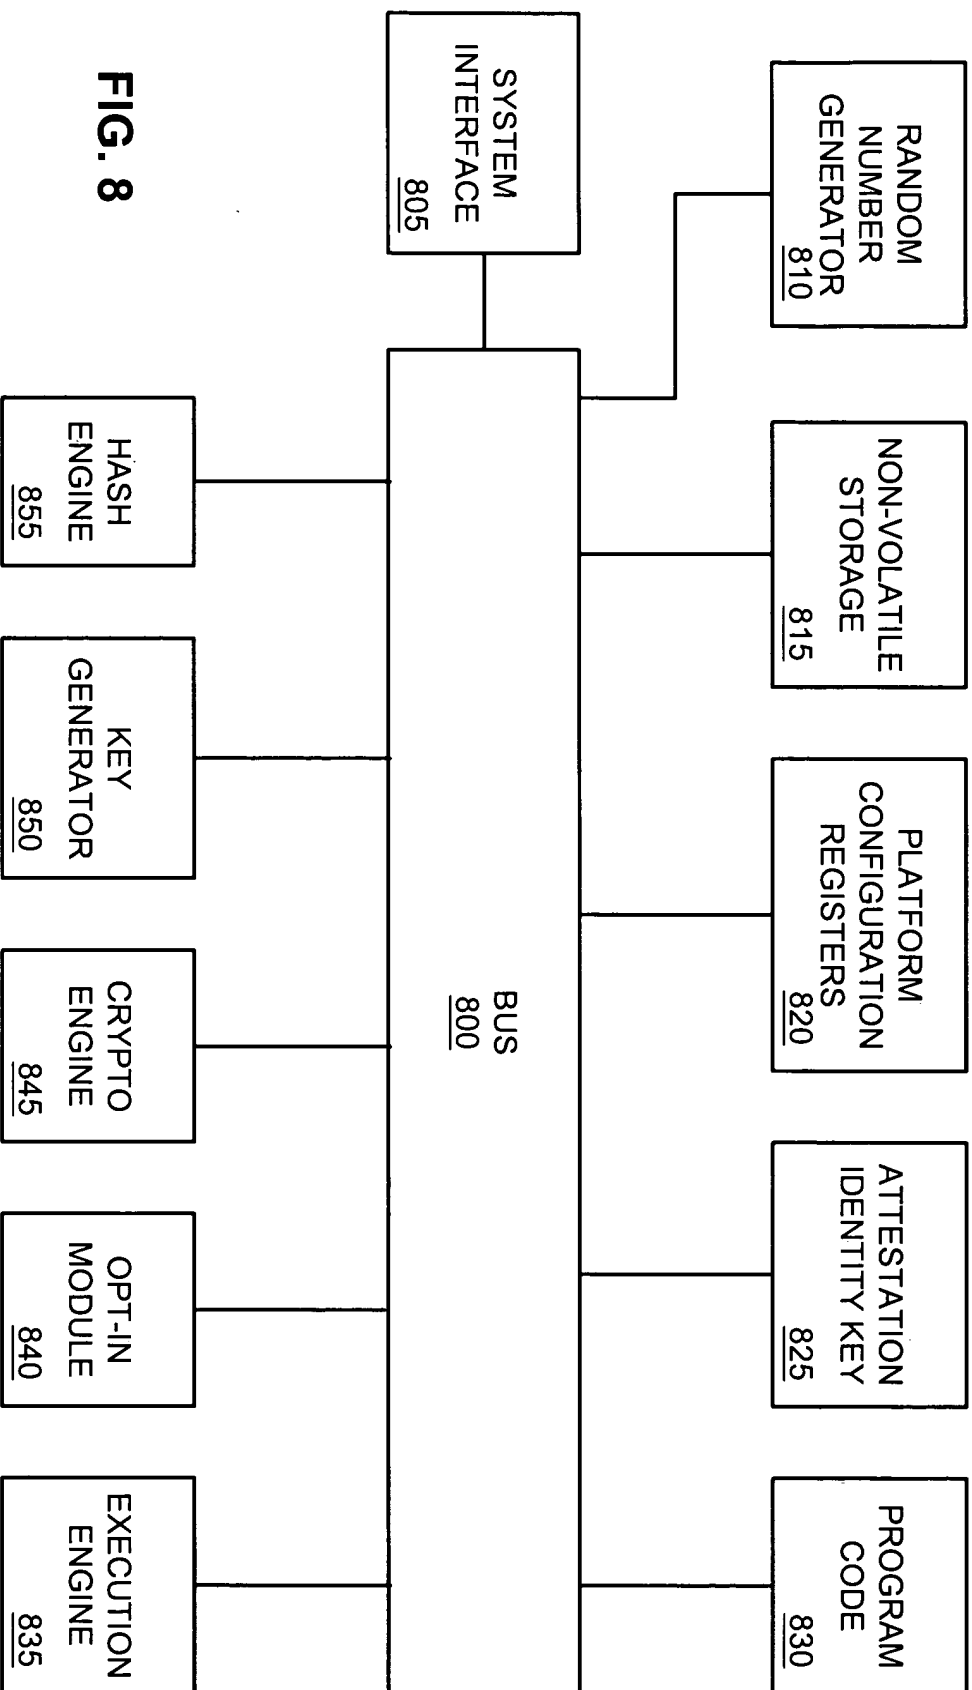 RANDOM
NUMBER
GENERATOR
810
NON-VOLATILE
STORAGE
815
PLATFORM
CONFIGURATION
REGISTERS
820
ATTESTATION
IDENTITY KEY
825
PROGRAM
CODE
830
SYSTEM
INTERFACE
805
BUS
800
HASH
ENGINE
855
KEY
GENERATOR
850
CRYPTO
ENGINE
845
OPT-IN
MODULE
840
EXECUTION
ENGINE
835
FIG. 8